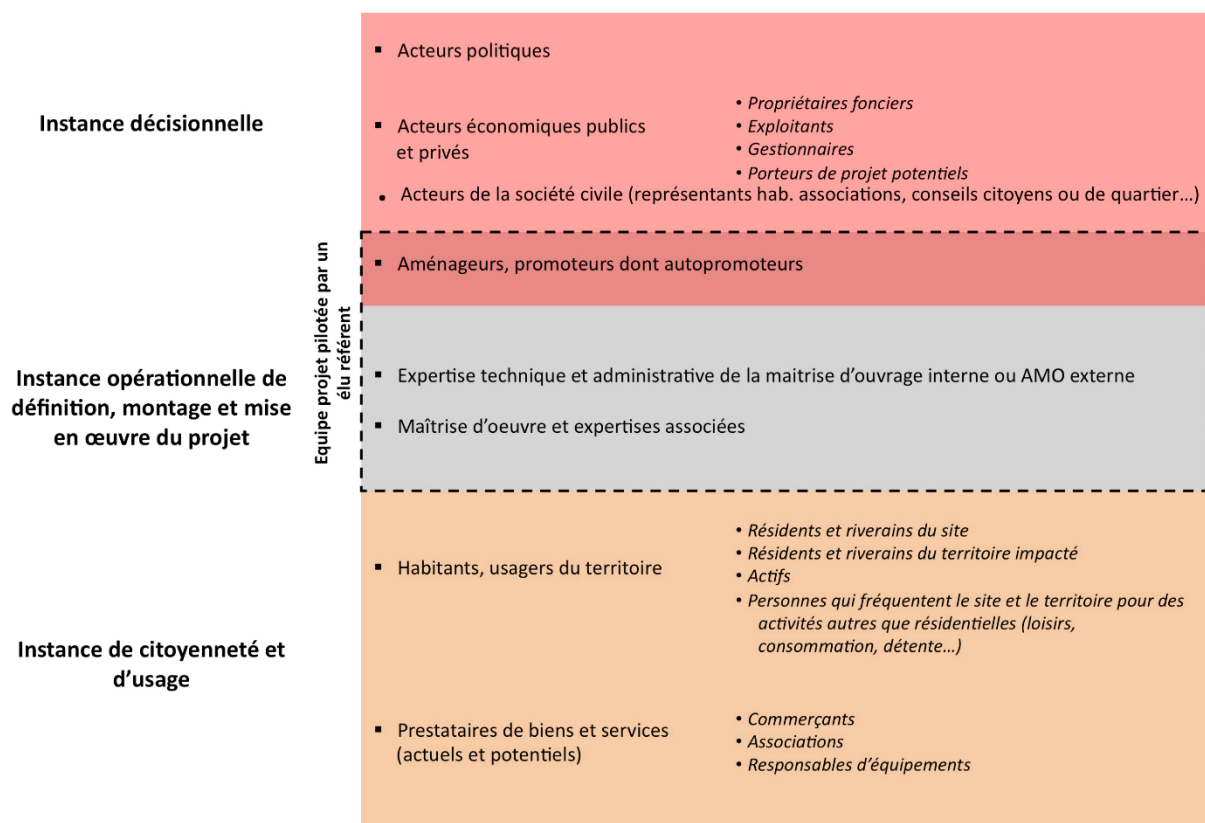 Instance décisionnelle
▪ Acteurs politiques
▪ Acteurs économiques publics
et privés
• Propriétaires fonciers
• Exploitants
• Gestionnaires
• Porteurs de projet potentiels
• Acteurs de la société civile (représentants hab. associations, conseils citoyens ou de quartier…)
Equipe projet pilotée par un
élu référent
▪ Aménageurs, promoteurs dont autopromoteurs
Instance opérationnelle de
définition, montage et mise
en œuvre du projet
▪ Expertise technique et administrative de la maitrise d’ouvrage interne ou AMO externe
▪ Maîtrise d’oeuvre et expertises associées
Instance de citoyenneté et
d’usage
▪ Habitants, usagers du territoire
• Résidents et riverains du site
• Résidents et riverains du territoire impacté
• Actifs
• Personnes qui fréquentent le site et le territoire pour des
activités autres que résidentielles (loisirs,
consommation, détente…)
▪ Prestataires de biens et services
(actuels et potentiels)
• Commerçants
• Associations
• Responsables d’équipements